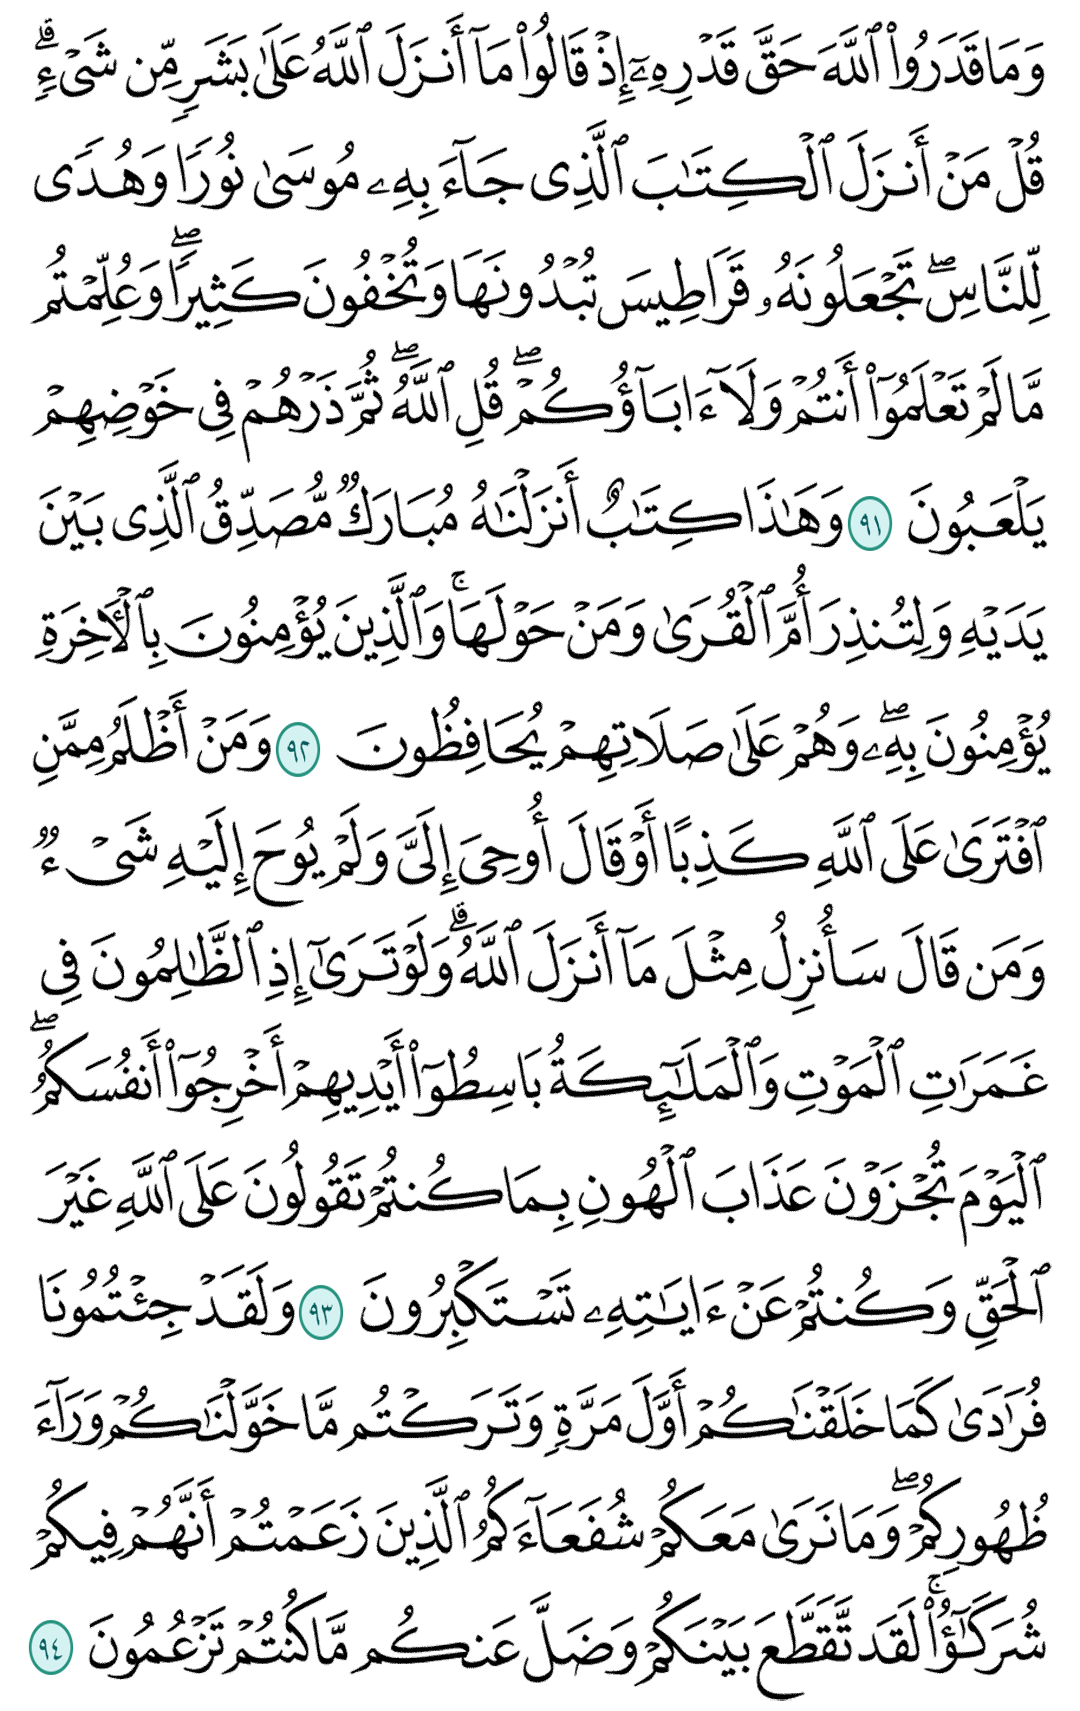 وَمَا قَدَرُوا۟ ٱللَّهَ حَقَّ قَدْرِهِۦٓ إِذْ قَالُوا۟ مَآ أَنزَلَ ٱللَّهُ عَلَىٰ بَشَرٍ مِّن شَىْءٍ ۗ
قُلْ مَنْ أَنزَلَ ٱلْكِتَـٰبَ ٱلَّذِى جَآءَ بِهِۦ مُوسَىٰ نُورًا وَهُدًى
لِّلنَّاسِ ۖ تَجْعَلُونَهُۥ قَرَاطِيسَ تُبْدُونَهَا وَتُخْفُونَ كَثِيرًا ۖ وَعُلِّمْتُم
مَّا لَمْ تَعْلَمُوٓا۟ أَنتُمْ وَلَآ ءَابَآؤُكُمْ ۖ قُلِ ٱللَّهُ ۖ ثُمَّ ذَرْهُمْ فِى خَوْضِهِمْ
يَلْعَبُونَ ٩١ وَهَـٰذَا كِتَـٰبٌ أَنزَلْنَـٰهُ مُبَارَكٌ مُّصَدِّقُ ٱلَّذِى بَيْنَ
يَدَيْهِ وَلِتُنذِرَ أُمَّ ٱلْقُرَىٰ وَمَنْ حَوْلَهَا ۚ وَٱلَّذِينَ يُؤْمِنُونَ بِٱلْـَٔاخِرَةِ
يُؤْمِنُونَ بِهِۦ ۖ وَهُمْ عَلَىٰ صَلَاتِهِمْ يُحَافِظُونَ ٩٢ وَمَنْ أَظْلَمُ مِمَّنِ
ٱفْتَرَىٰ عَلَى ٱللَّهِ كَذِبًا أَوْ قَالَ أُوحِىَ إِلَىَّ وَلَمْ يُوحَ إِلَيْهِ شَىْءٌ
وَمَن قَالَ سَأُنزِلُ مِثْلَ مَآ أَنزَلَ ٱللَّهُ ۗ وَلَوْ تَرَىٰٓ إِذِ ٱلظَّـٰلِمُونَ فِى
غَمَرَٰتِ ٱلْمَوْتِ وَٱلْمَلَـٰٓئِكَةُ بَاسِطُوٓا۟ أَيْدِيهِمْ أَخْرِجُوٓا۟ أَنفُسَكُمُ ۖ
ٱلْيَوْمَ تُجْزَوْنَ عَذَابَ ٱلْهُونِ بِمَا كُنتُمْ تَقُولُونَ عَلَى ٱللَّهِ غَيْرَ
ٱلْحَقِّ وَكُنتُمْ عَنْ ءَايَـٰتِهِۦ تَسْتَكْبِرُونَ ٩٣ وَلَقَدْ جِئْتُمُونَا
فُرَٰدَىٰ كَمَا خَلَقْنَـٰكُمْ أَوَّلَ مَرَّةٍ وَتَرَكْتُم مَّا خَوَّلْنَـٰكُمْ وَرَآءَ
ظُهُورِكُمْ ۖ وَمَا نَرَىٰ مَعَكُمْ شُفَعَآءَكُمُ ٱلَّذِينَ زَعَمْتُمْ أَنَّهُمْ فِيكُمْ
شُرَكَـٰٓؤُا۟ ۚ لَقَد تَّقَطَّعَ بَيْنَكُمْ وَضَلَّ عَنكُم مَّا كُنتُمْ تَزْعُمُونَ ٩٤